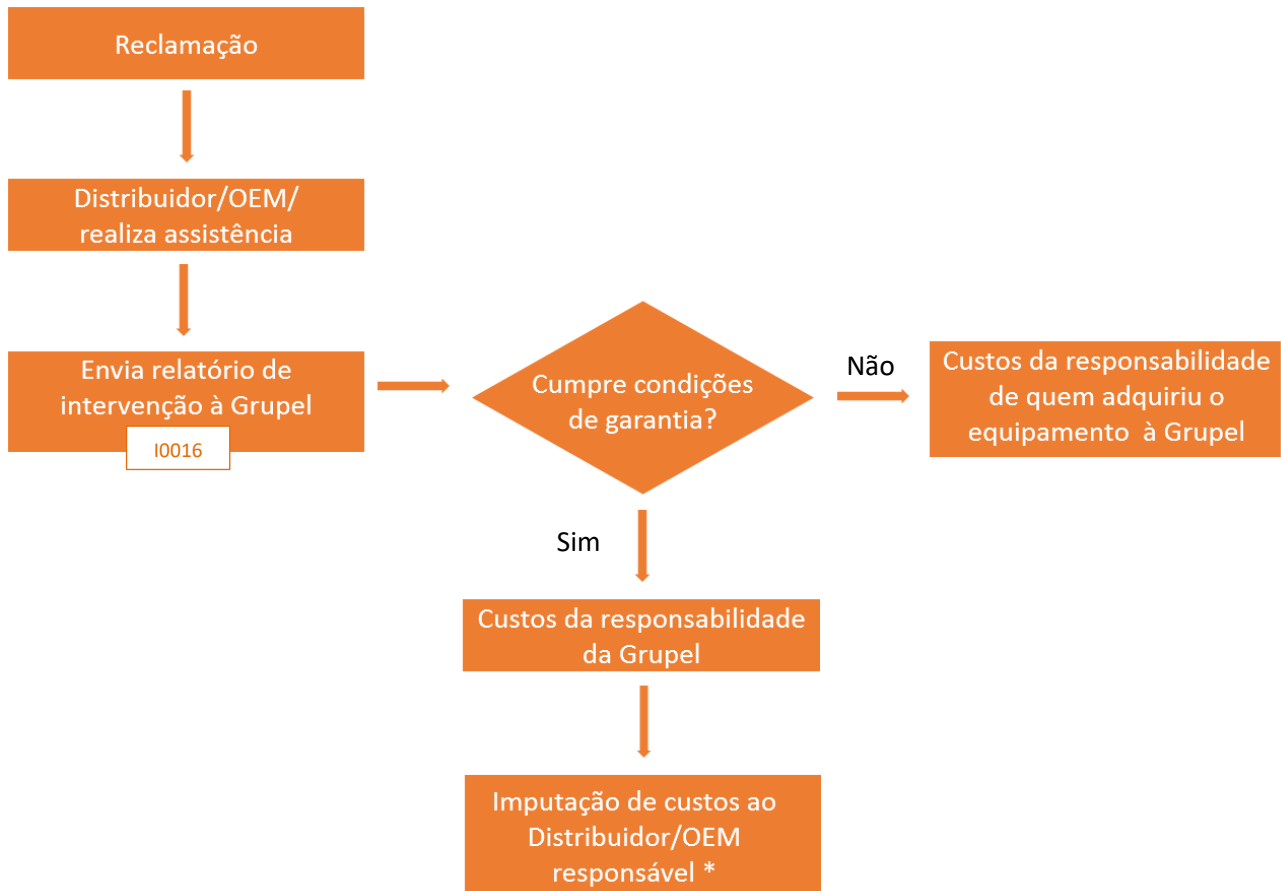 Reclamação
Distribuidor/OEM/
realiza assistência
Envia relatório de
intervenção à Grupel
I0016
Cumpre condições
de garantia?
Não
Custos da responsabilidade
de quem adquiriu o
equipamento à Grupel
Sim
Custos da responsabilidade
da Grupel
Imputação de custos ao
Distribuidor/OEM
responsável *